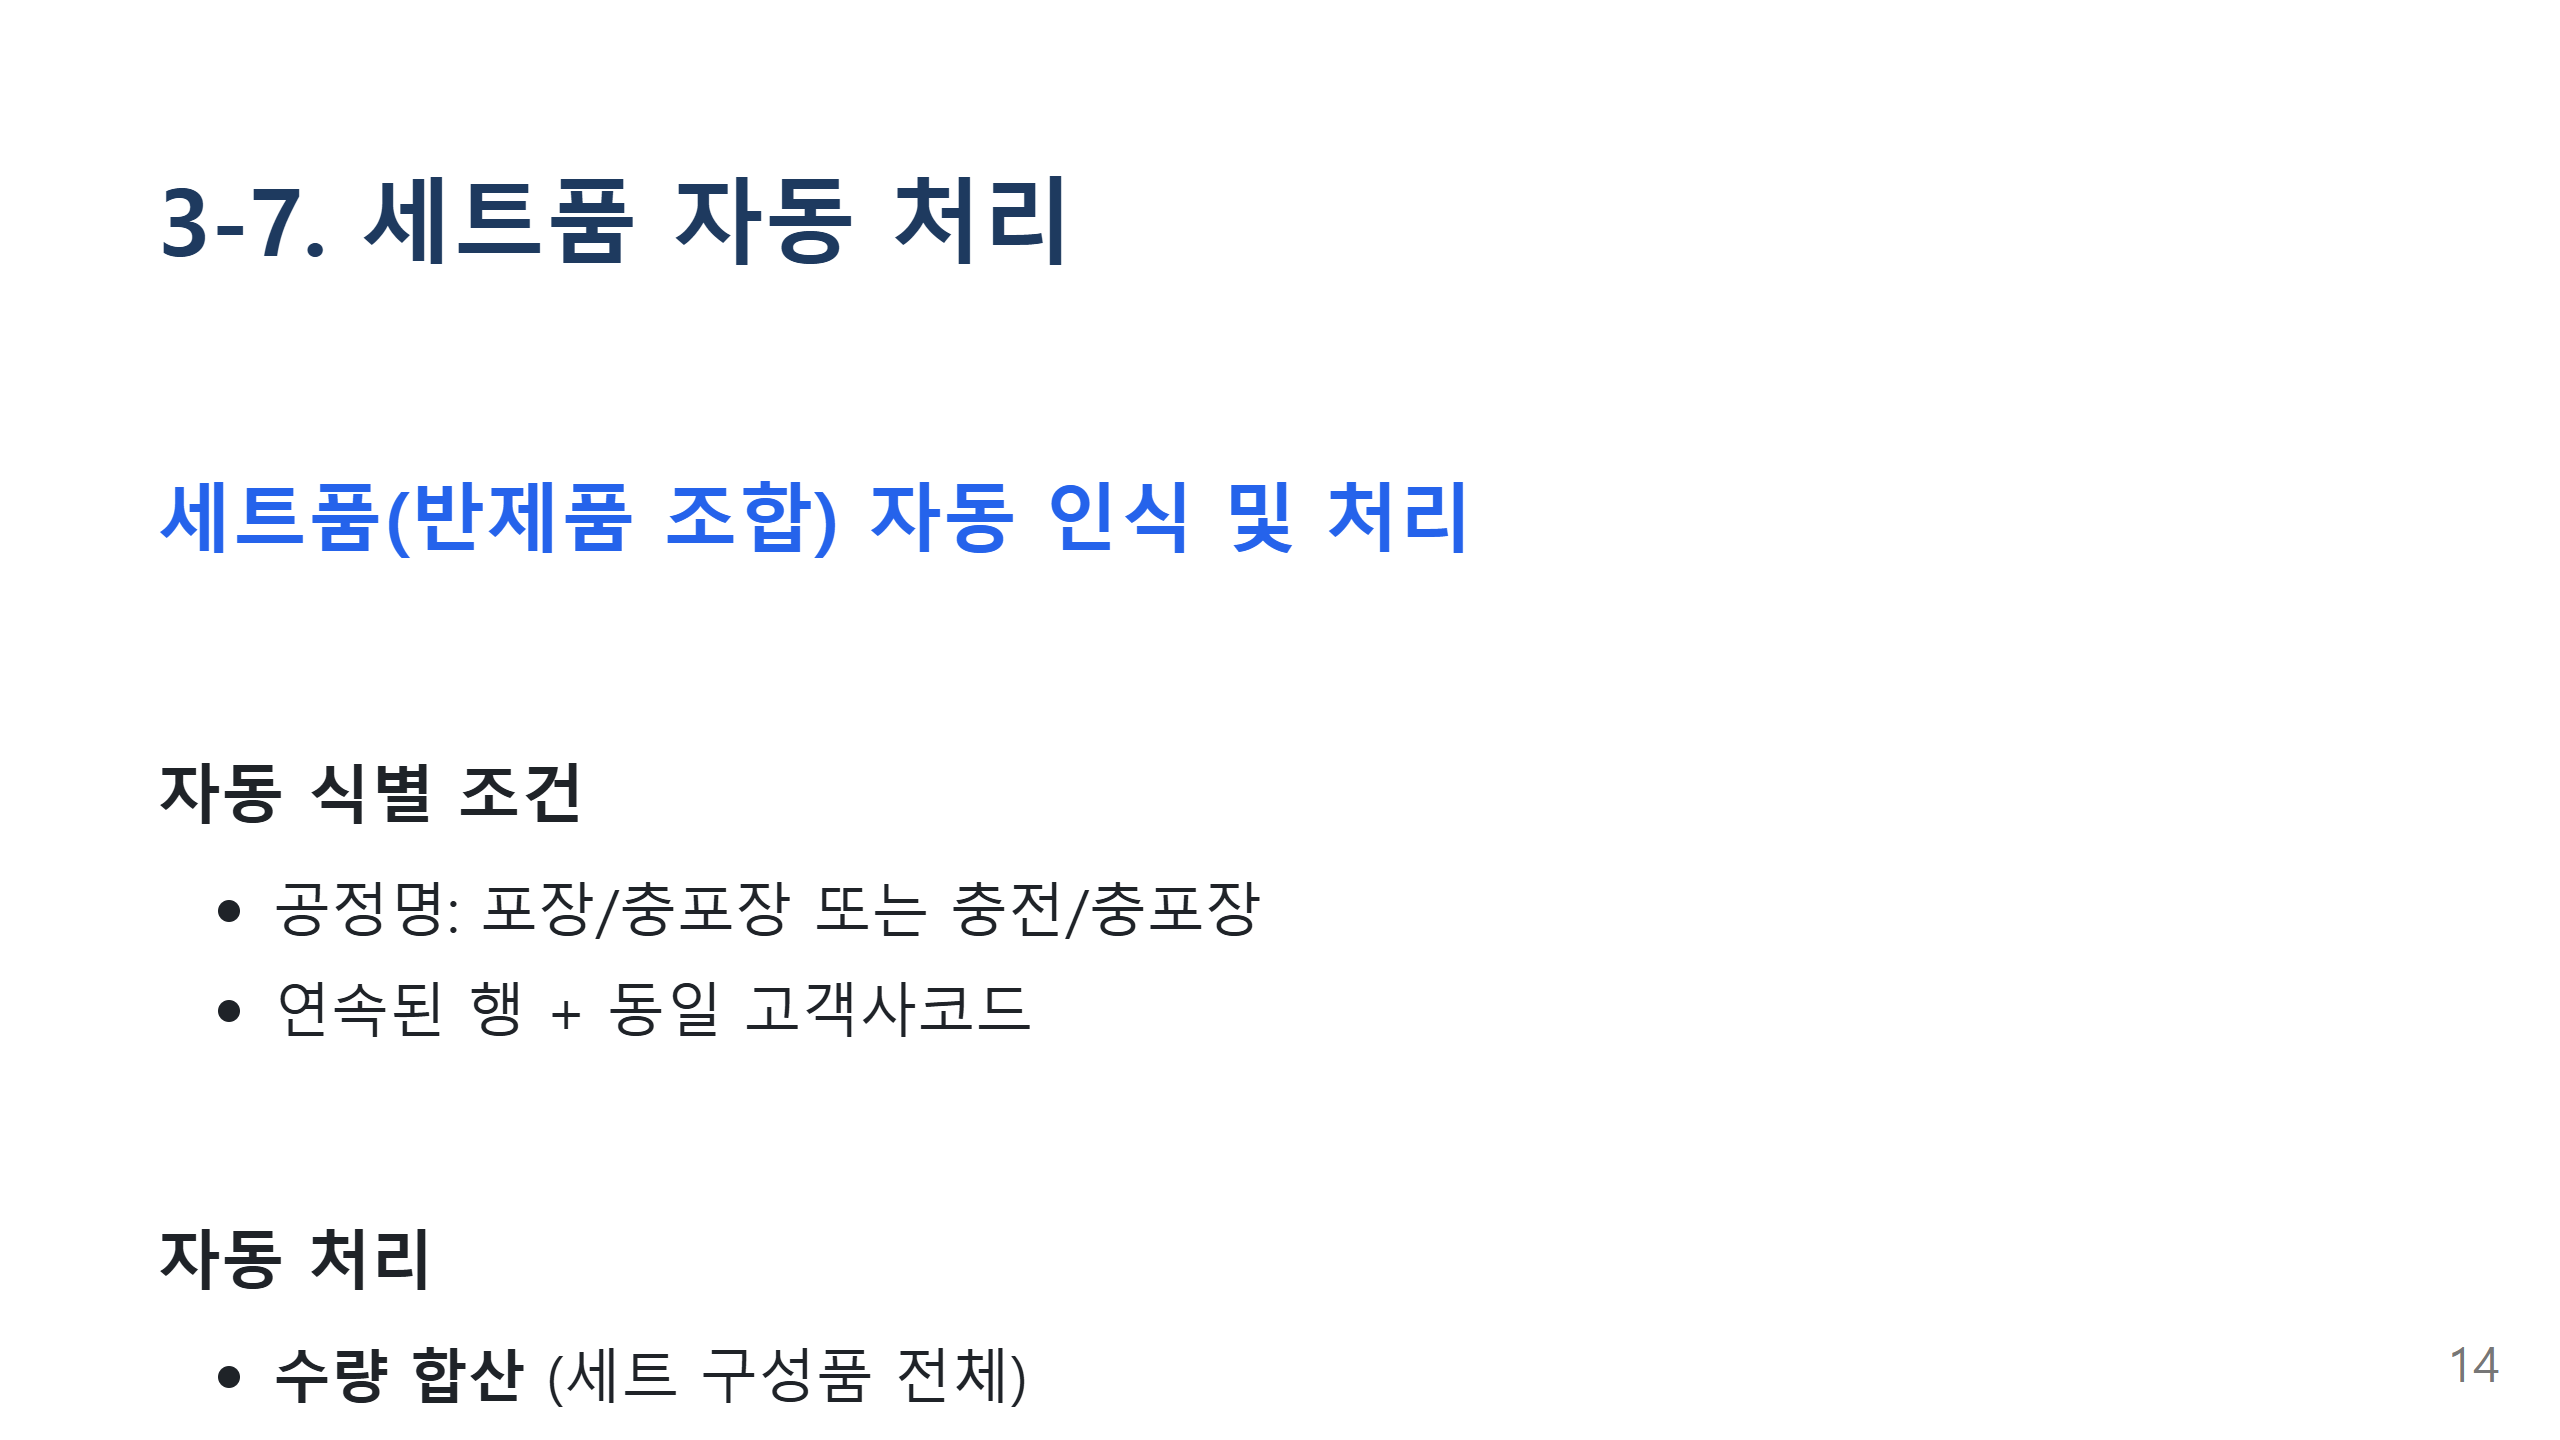 3-7. 세트품 자동 처리
세트품(반제품 조합) 자동 인식 및 처리
자동 식별 조건
• 공정명: 포장/충포장 또는 충전/충포장
• 연속된 행 + 동일 고객사코드
자동 처리
• 수량 합산 (세트 구성품 전체)
14